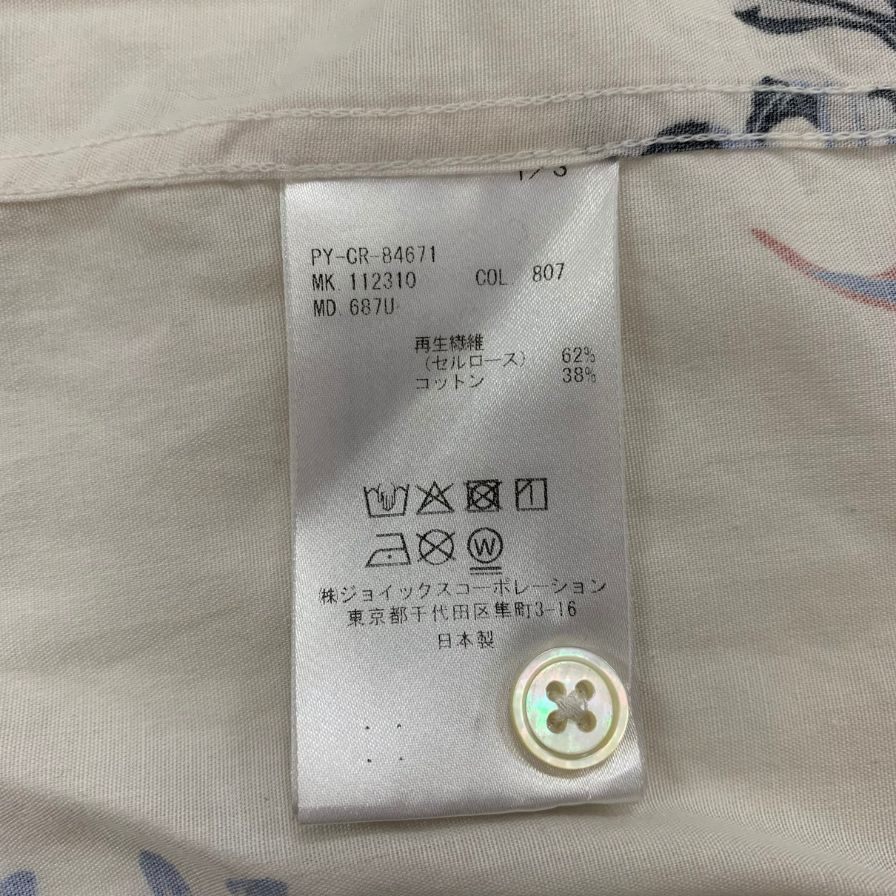 PY-CR-84671
MK. 112310 COL. 807
MD. 687U
再生繊維
(セルロース) 62%
コットン 38%
W
㈱ジョイックスコーポレーション
東京都千代田区隼町3-16
日本製